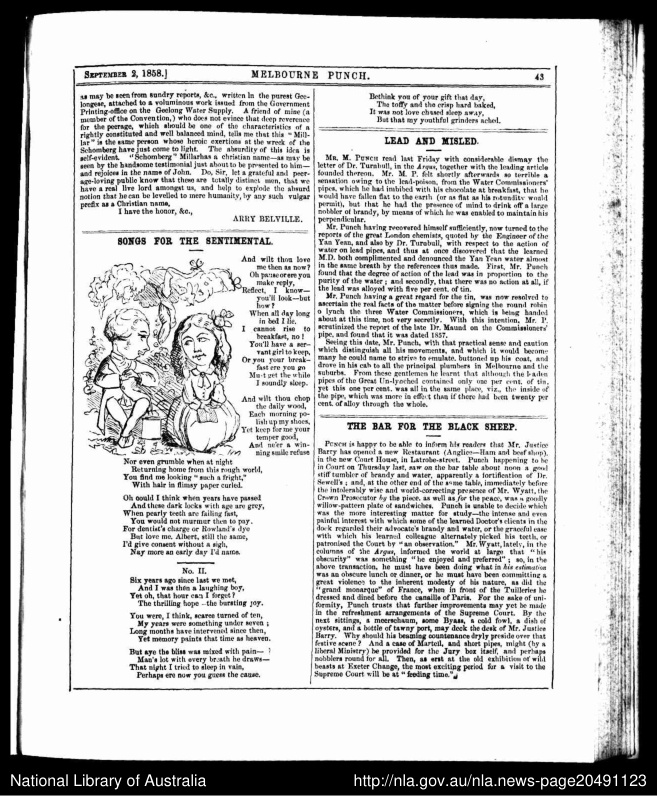 SEPTEMBER 2, 1858.]
MELBOURNE PUNCH.
43
as may be seen from sundry reports, &c., written in the purest Gee-
longese, attached to a voluminous work issued from the Government
Printing-office on the Geelong Water Supply. A friend of mine (a
member of the Convention,) who does not evince that deep reverence
for the peerage, which should be one of the characteristics of a
rightly constituted and well balanced mind, tells me that this "Mill-
lar" is the same person whose heroic exertions at the wreck of the
Schomberg have just come to light. The absurdity of this idea is
self-evident. "Schomberg" Millar has a christian name—as may be
seen by the handsome testimonial just about to be presented to him—
and rejoices in the name of John. Do, Sir, let a grateful and peer-
age-loving public know that these are totally distinct men, that we
have a real live lord amongst us, and help to explode the absurd
notion that he can be levelled to mere humanity, by any such vulgar
prefix as a Christian name,
I have the honor, &c.,
ARRY BELVILLE.
SONGS FOR THE SENTIMENTAL.
And wilt thou love
me then as now?
Oh pause ere you
make reply,
Reflect, I know—
you'll look—but
how?
When all day long
in bed I lie.
I cannot rise to
breakfast, no!
You'll have a ser-
vant girl to keep,
Or you your break-
fast ere you go
Must get the while
I soundly sleep.
And wilt thou chop
the daily wood,
Each morning po-
lish up my shoes,
Yet keep for me your
temper good,
And ne'er a win-
ning smile refuse
Nor even grumble when at night
Returning home from this rough world,
You find me looking "such a fright,"
With hair in flimsy paper curled.
Oh could I think when years have passed
And these dark locks with age are grey,
When pearly teeth are failing fast,
You would not murmur then to pay.
For dentist's charge or Rowland's dye
But love me. Albert, still the same,
I'd give consent without a sigh,
Nay more an early day I'd name.
No. II.
Six years ago since last we met,
And I was then a laughing boy,
Yet oh, that hour can I forget?
The thrilling hope—the bursting joy.
You were, I think, scarce turned of ten,
My years were something under seven;
Long months have intervened since then,
Yet memory paints that time as heaven.
But aye the bliss was mixed with pain—
Man's lot with every breath he draws—
That night I tried to sleep in vain,
Perhaps ere now you guess the cause.
Bethink you of your gift that day,
The toffy and the crisp hard baked,
It was not love chased sleep away,
But that my youthful grinders ached.
LEAD AND MISLED.
MR. M. PUNCH read last Friday with considerable dismay the
letter of Dr. Turnbull, in the Argus, together with the leading article
founded thereon. Mr. M. P. felt shortly afterwards so terrible a
sensation owing to the lead-poison, from the Water Commissioners'
pipes, which he had imbibed with his chocolate at breakfast, that he
would have fallen flat to the earth (or as flat as his rotundity would
permit), but that he had the presence of mind to drink off a large
nobbler of brandy, by means of which he was enabled to maintain his
perpendicular.
Mr. Punch having recovered himself sufficiently, now turned to the
reports of the great London chemists, quoted by the Engineer of the
Yan Yean, and also by Dr. Turnbull, with respect to the action of
water on lead pipes, and thus at once discovered that the learned
M.D. both complimented and denounced the Yan Yean water almost
in the same breath by the references thus made. First, Mr. Punch
found that the degree of action of the lead was in proportion to the
purity of the water; and secondly, that there was no action at all, if
the lead was alloyed with five per cent. of tin.
Mr. Punch having a great regard for the tin, was now resolved to
ascertain the real facts of the matter before signing the round robin
to lynch the three Water Commissioners, which is being handed
about at this time, not very secretly. With this intention, Mr. P.
scrutinized the report of the late Dr. Maund on the Commissioners'
pipe, and found that it was dated 1857.
Seeing this date, Mr. Punch, with that practical sense and caution
which distinguish all his movements, and which it would become
many he could name to strive to emulate, buttoned up his coat, and
drove in his cab to all the principal plumbers in Melbourne and the
suburbs. From these gentlemen he learnt that although the leaden
pipes of the Great Un-lynched contained only one per cent. of tin,
yet this one per cent. was all in the same place, viz., the inside of
the pipe, which was more in effect than if there had been twenty per
cent. of alloy through the whole.
THE BAR FOR THE BLACK SHEEP.
PUNCH is happy to be able to inform his readers that Mr. Justice
Barry has opened a new Restaurant (Anglice—Ham and beef shop),
in the new Court House, in Latrobe-street. Punch happening to be
in Court on Thursday last, saw on the bar table about noon a good
stiff tumbler of brandy and water, apparently a fortification of Dr.
Sewell's; and, at the other end of the same table, immediately before
the intolerably wise and world-correcting presence of Mr. Wyatt, the
Crown Prosecutor by the piece, as well as for the peace, was a goodly
willow-pattern plate of sandwiches. Punch is unable to decide which
was the more interesting matter for study—the intense and even
painful interest with which some of the learned Doctor's clients in the
dock regarded their advocate's brandy and water, or the graceful ease
with which his learned colleague alternately picked his teeth, or
patronised the Court by "an observation." Mr. Wyatt, lately, in the
columns of the Argus, informed the world at large that "his
obscurity" was something "he enjoyed and preferred"; so, in the
above transaction, he must have been doing what in his estimation
was an obscure lunch or dinner, or he must have been committing a
great violence to the inherent modesty of his nature, as did the
"grand monarque" of France, when in front of the Tuilleries he
dressed and dined before the canaille of Paris. For the sake of uni-
formity, Punch trusts that further improvements may yet be made
in the refreshment arrangements of the Supreme Court. By the
next sittings, a meerschaum, some Byass, a cold fowl, a dish of
oysters, and a bottle of tawny port, may deck the desk of Mr. Justice
Barry. Why should his beaming countenance dryly preside over that
festive scene? And a case of Martell, and short pipes, might (by a
liberal Ministry) be provided for the Jury box itself, and perhaps
nobblers round for all. Then, as erst at the old exhibition of wild
beasts at Exeter Change, the most exciting period for a visit to the
Supreme Court will be at "feeding time."
National Library of Australia
http://nla.gov.au/nla.news-page20491123